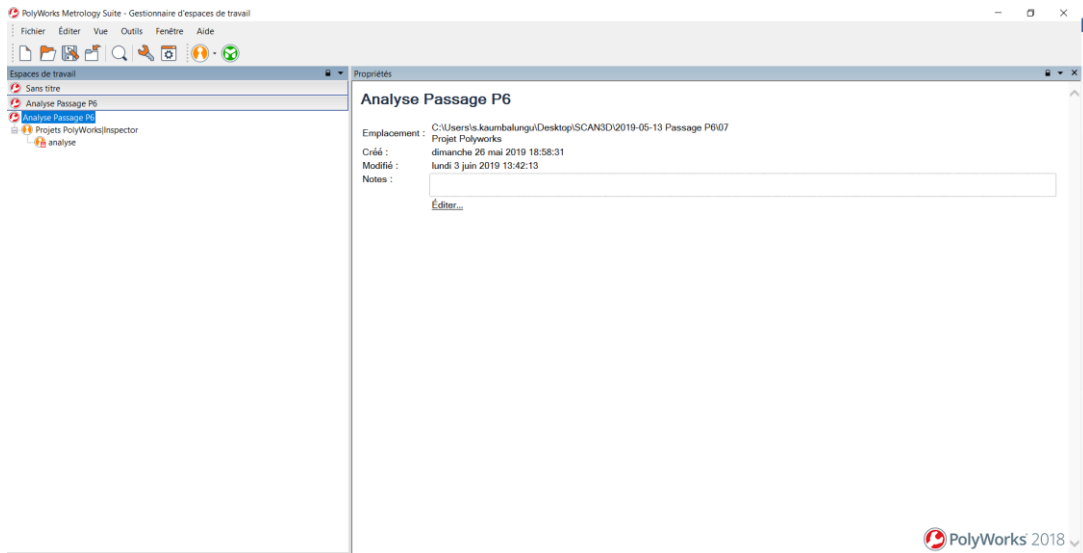 PolyWorks Metrology Suite - Gestionnaire d'espaces de travail
Fichier Éditer Vue Outils Fenêtre Aide
Espaces de travail
Sans titre
Analyse Passage P6
Analyse Passage P6
Projets PolyWorks|Inspector
analyse
Propriétés
Analyse Passage P6
Emplacement : C:\Users\s.kaumbalungu\Desktop\SCAN3D\2019-05-13 Passage P6\07
Projet Polyworks
Créé : dimanche 26 mai 2019 18:58:31
Modifié : lundi 3 juin 2019 13:42:13
Notes :
Éditer...
PolyWorks 2018